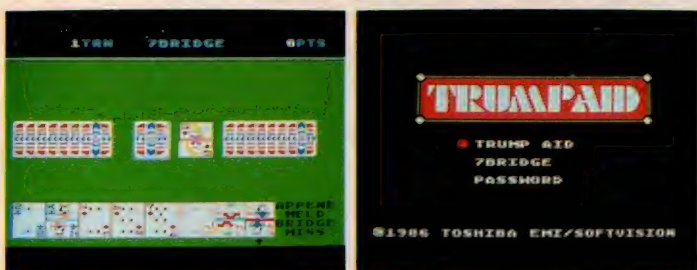 1TRN 7BRIDGE 0PTS
APPEND
MELD
BRIDGE
MISS
TRUMPAID
TRUMP AID
7BRIDGE
PASSWORD
©1986 TOSHIBA EMI/SOFTVISION